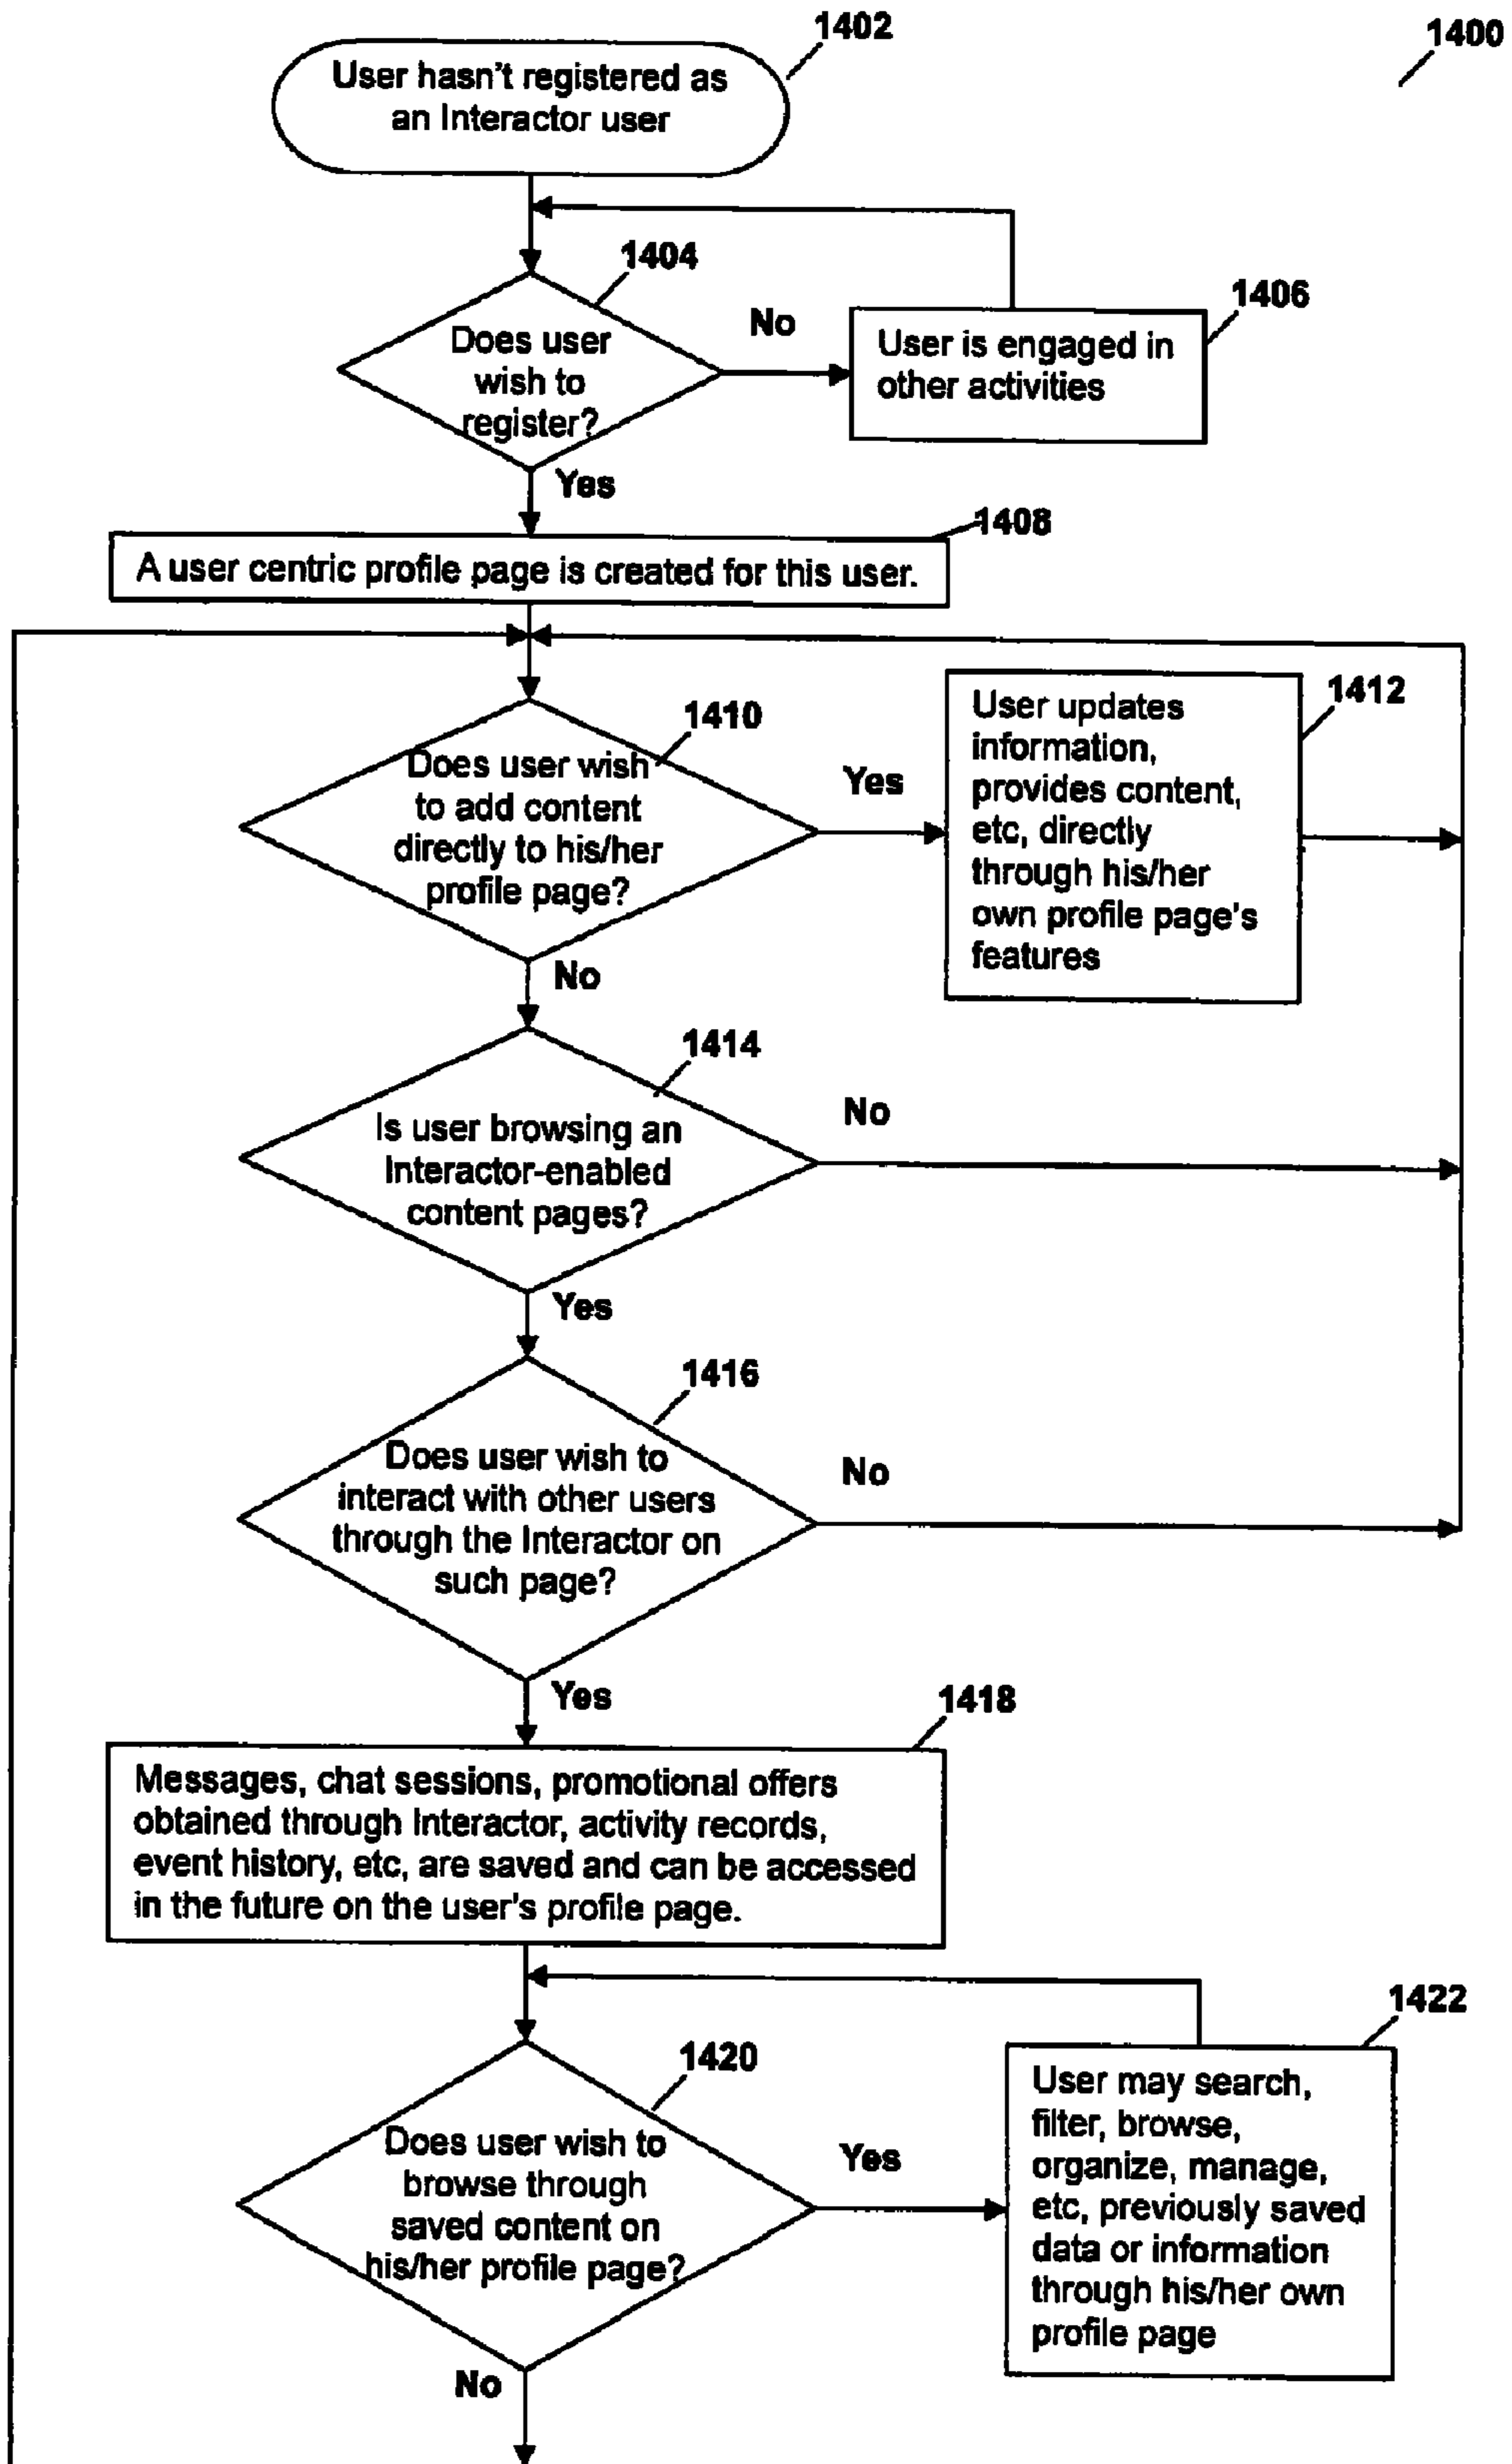 1402
1400
User hasn't registered as
an Interactor user
1404
Does user
wish to
register?
No
1406
User is engaged in
other activities
Yes
1408
A user centric profile page is created for this user.
1410
Does user wish
to add content
directly to his/her
profile page?
Yes
1412
User updates
information,
provides content,
etc, directly
through his/her
own profile page's
features
No
1414
Is user browsing an
Interactor-enabled
content pages?
No
Yes
1416
Does user wish to
interact with other users
through the Interactor on
such page?
No
Yes
1418
Messages, chat sessions, promotional offers
obtained through Interactor, activity records,
event history, etc, are saved and can be accessed
in the future on the user's profile page.
1420
Does user wish to
browse through
saved content on
his/her profile page?
Yes
1422
User may search,
filter, browse,
organize, manage,
etc, previously saved
data or information
through his/her own
profile page
No